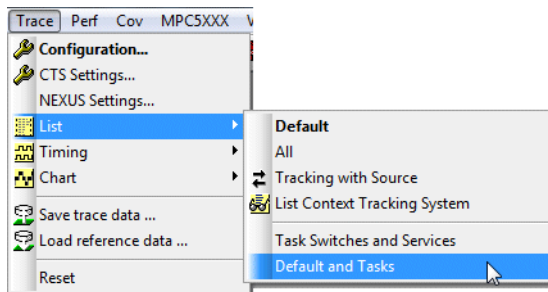 Trace Perf Cov MPC5XXX
Configuration...
CTS Settings...
NEXUS Settings...
List
Timing
Chart
Save trace data ...
Load reference data ...
Reset
Default
All
Tracking with Source
List Context Tracking System
Task Switches and Services
Default and Tasks